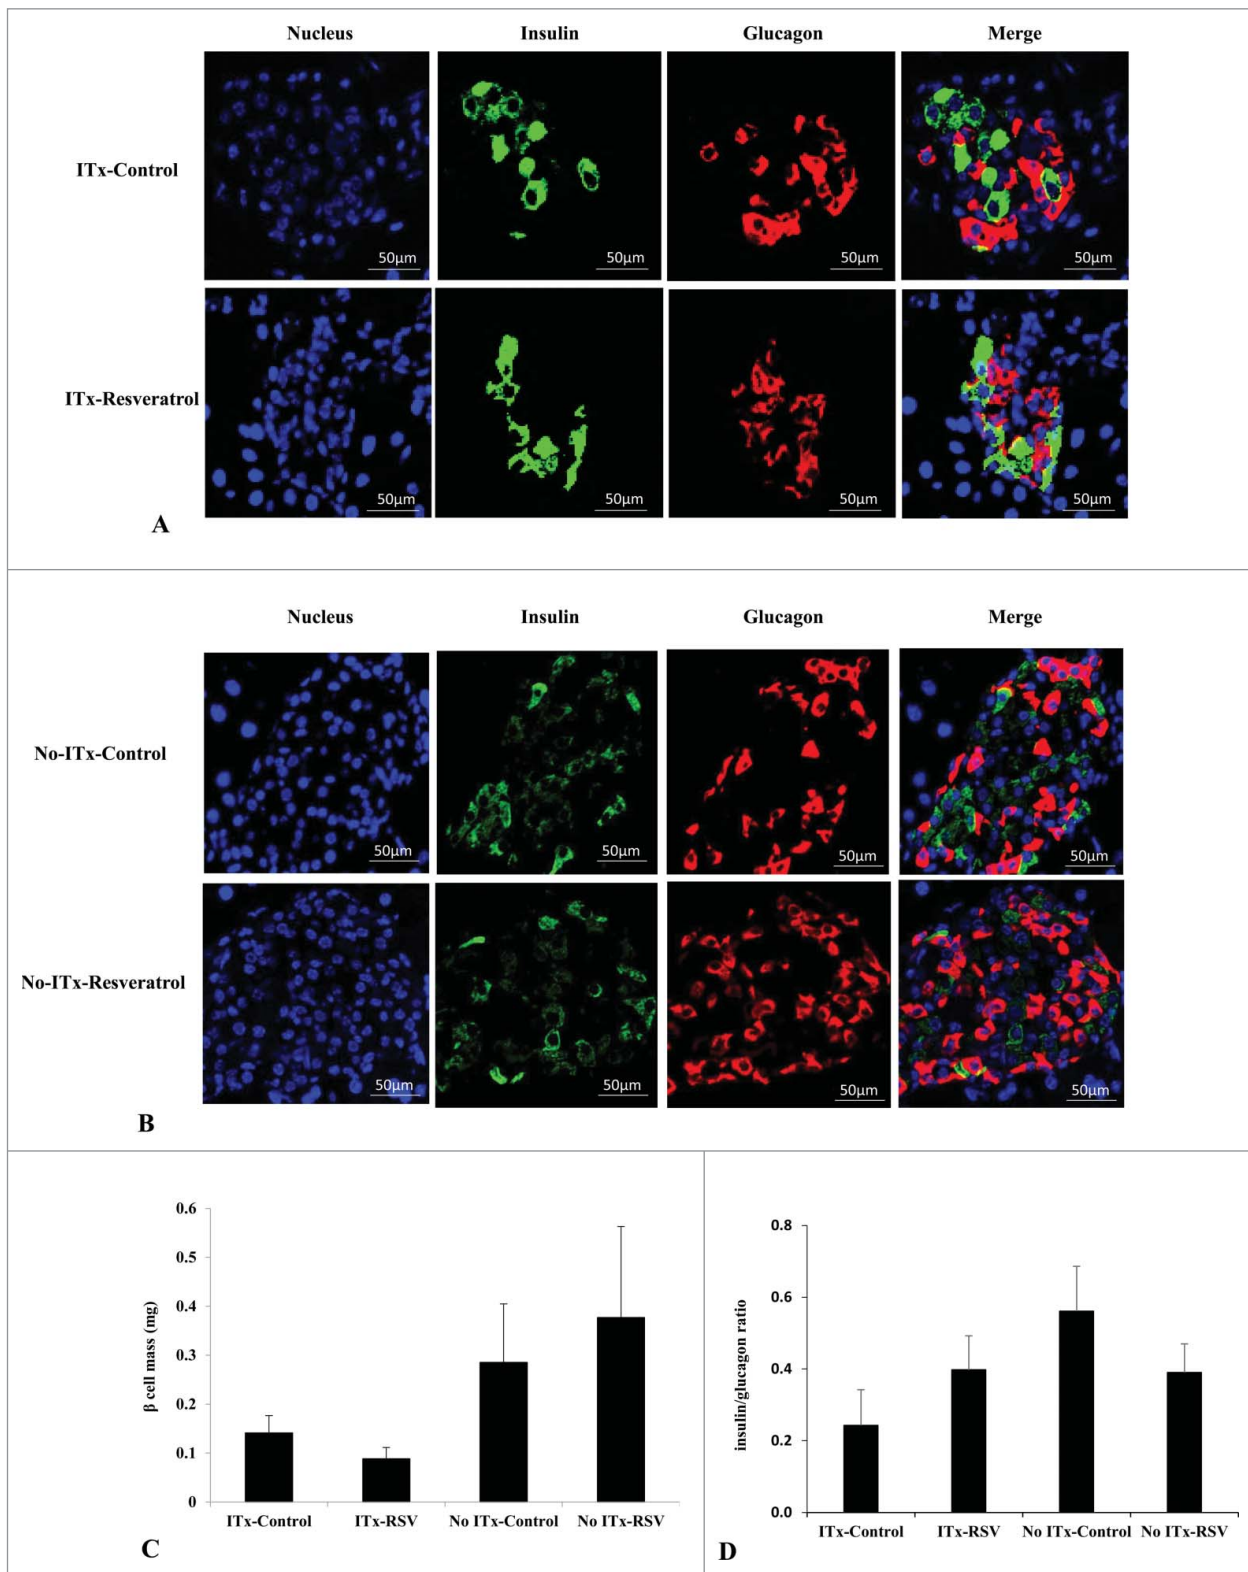 Nucleus Insulin Glucagon Merge
ITx-Control
50µm 50µm 50µm 50µm
ITx-Resveratrol
50µm 50µm 50µm 50µm
A
Nucleus Insulin Glucagon Merge
No-ITx-Control
50µm 50µm 50µm 50µm
No-ITx-Resveratrol
50µm 50µm 50µm 50µm
B
0.6
0.5
0.4
0.3
0.2
0.1
0
β cell mass (mg)
ITx-Control ITx-RSV No ITx-Control No ITx-RSV
C
0.8
0.6
0.4
0.2
0.0
insulin/glucagon ratio
ITx-Control ITx-RSV No ITx-Control No ITx-RSV
D